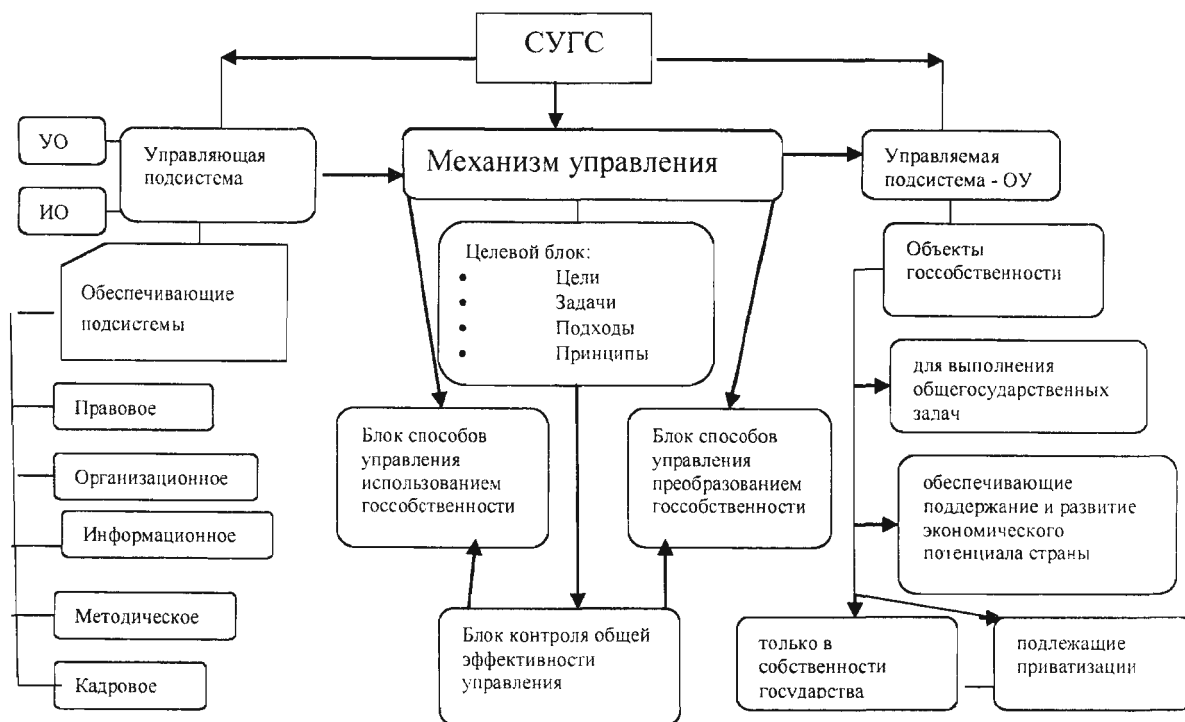 СУГС
УО
ИО
Управляющая
подсистема
Механизм управления
Управляемая
подсистема - ОУ
Обеспечивающие
подсистемы
Целевой блок:
• Цели
• Задачи
• Подходы
• Принципы
Объекты
госсобственности
Правовое
Организационное
Информационное
Методическое
Кадровое
Блок способов
управления
использованием
госсобственности
Блок способов
управления
преобразованием
госсобственности
Блок контроля общей
эффективности
управления
для выполнения
общегосударственных
задач
обеспечивающие
поддержание и развитие
экономического
потенциала страны
только в
собственности
государства
подлежащие
приватизации